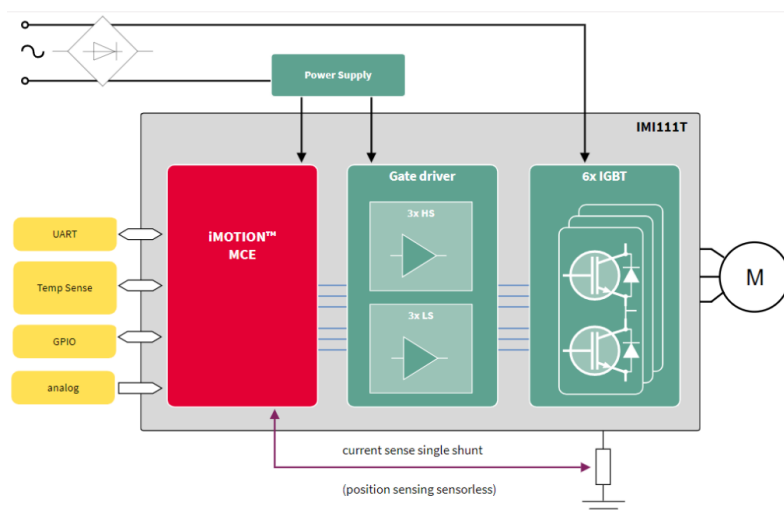 Power Supply
IMI111T
iMOTION™
MCE
Gate driver
3x HS
3x LS
6x IGBT
UART
Temp Sense
GPIO
analog
M
current sense single shunt
(position sensing sensorless)